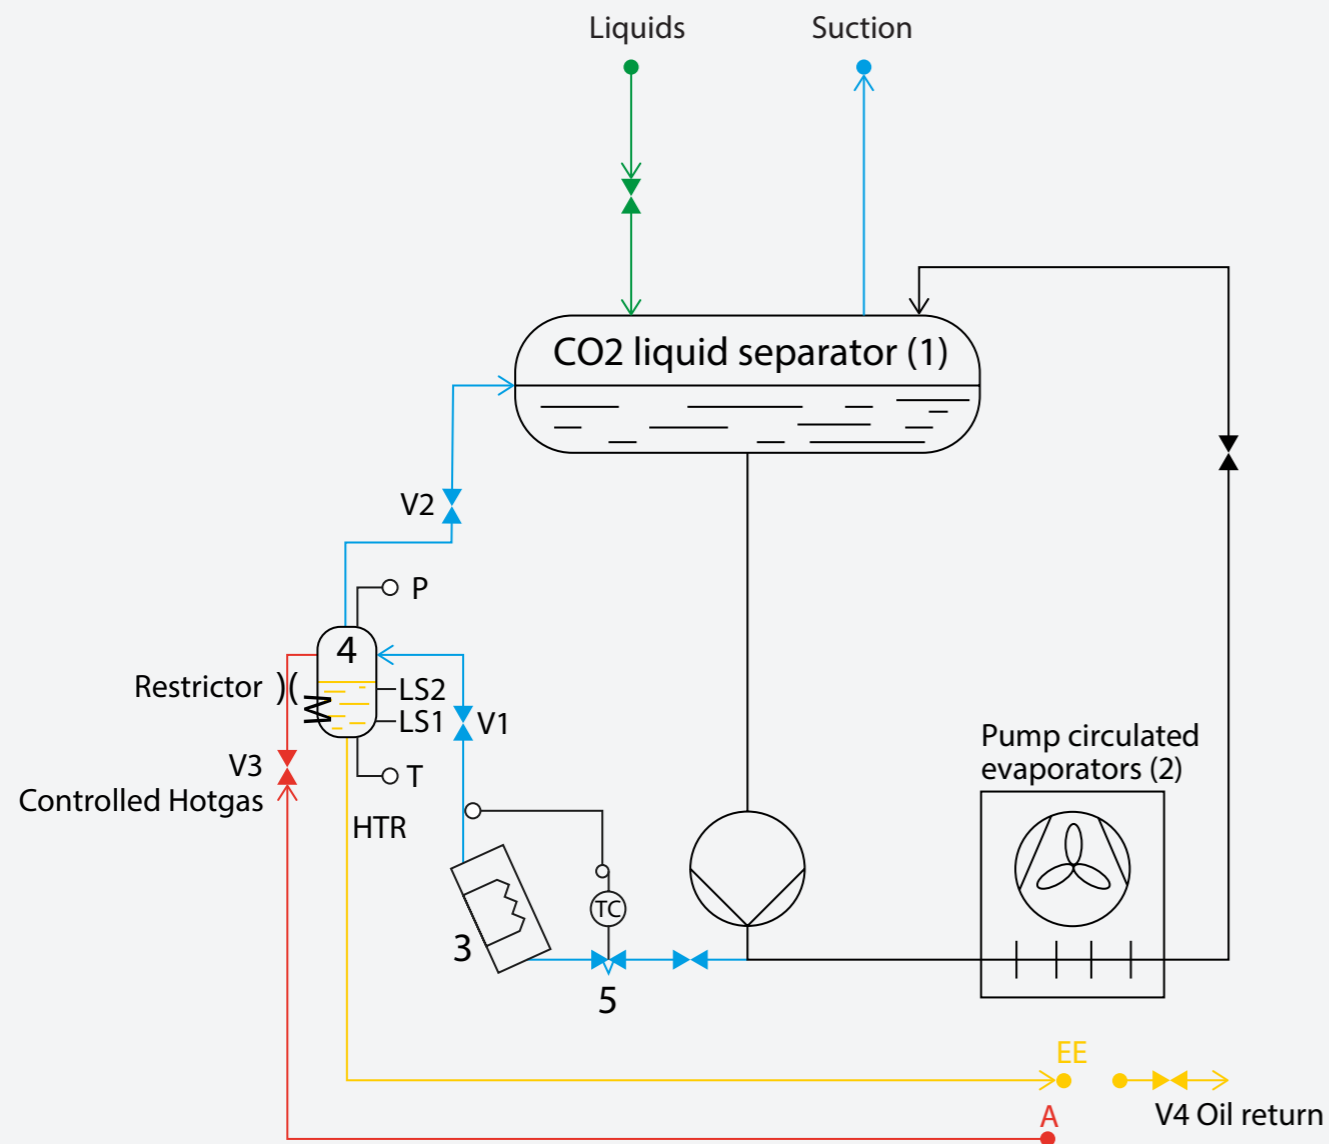 Liquids
Suction
CO2 liquid separator (1)
V2
P
4
Restrictor
LS2
LS1
V1
V3
T
Controlled Hotgas
HTR
Pump circulated
evaporators (2)
TC
3
5
EE
A
V4 Oil return